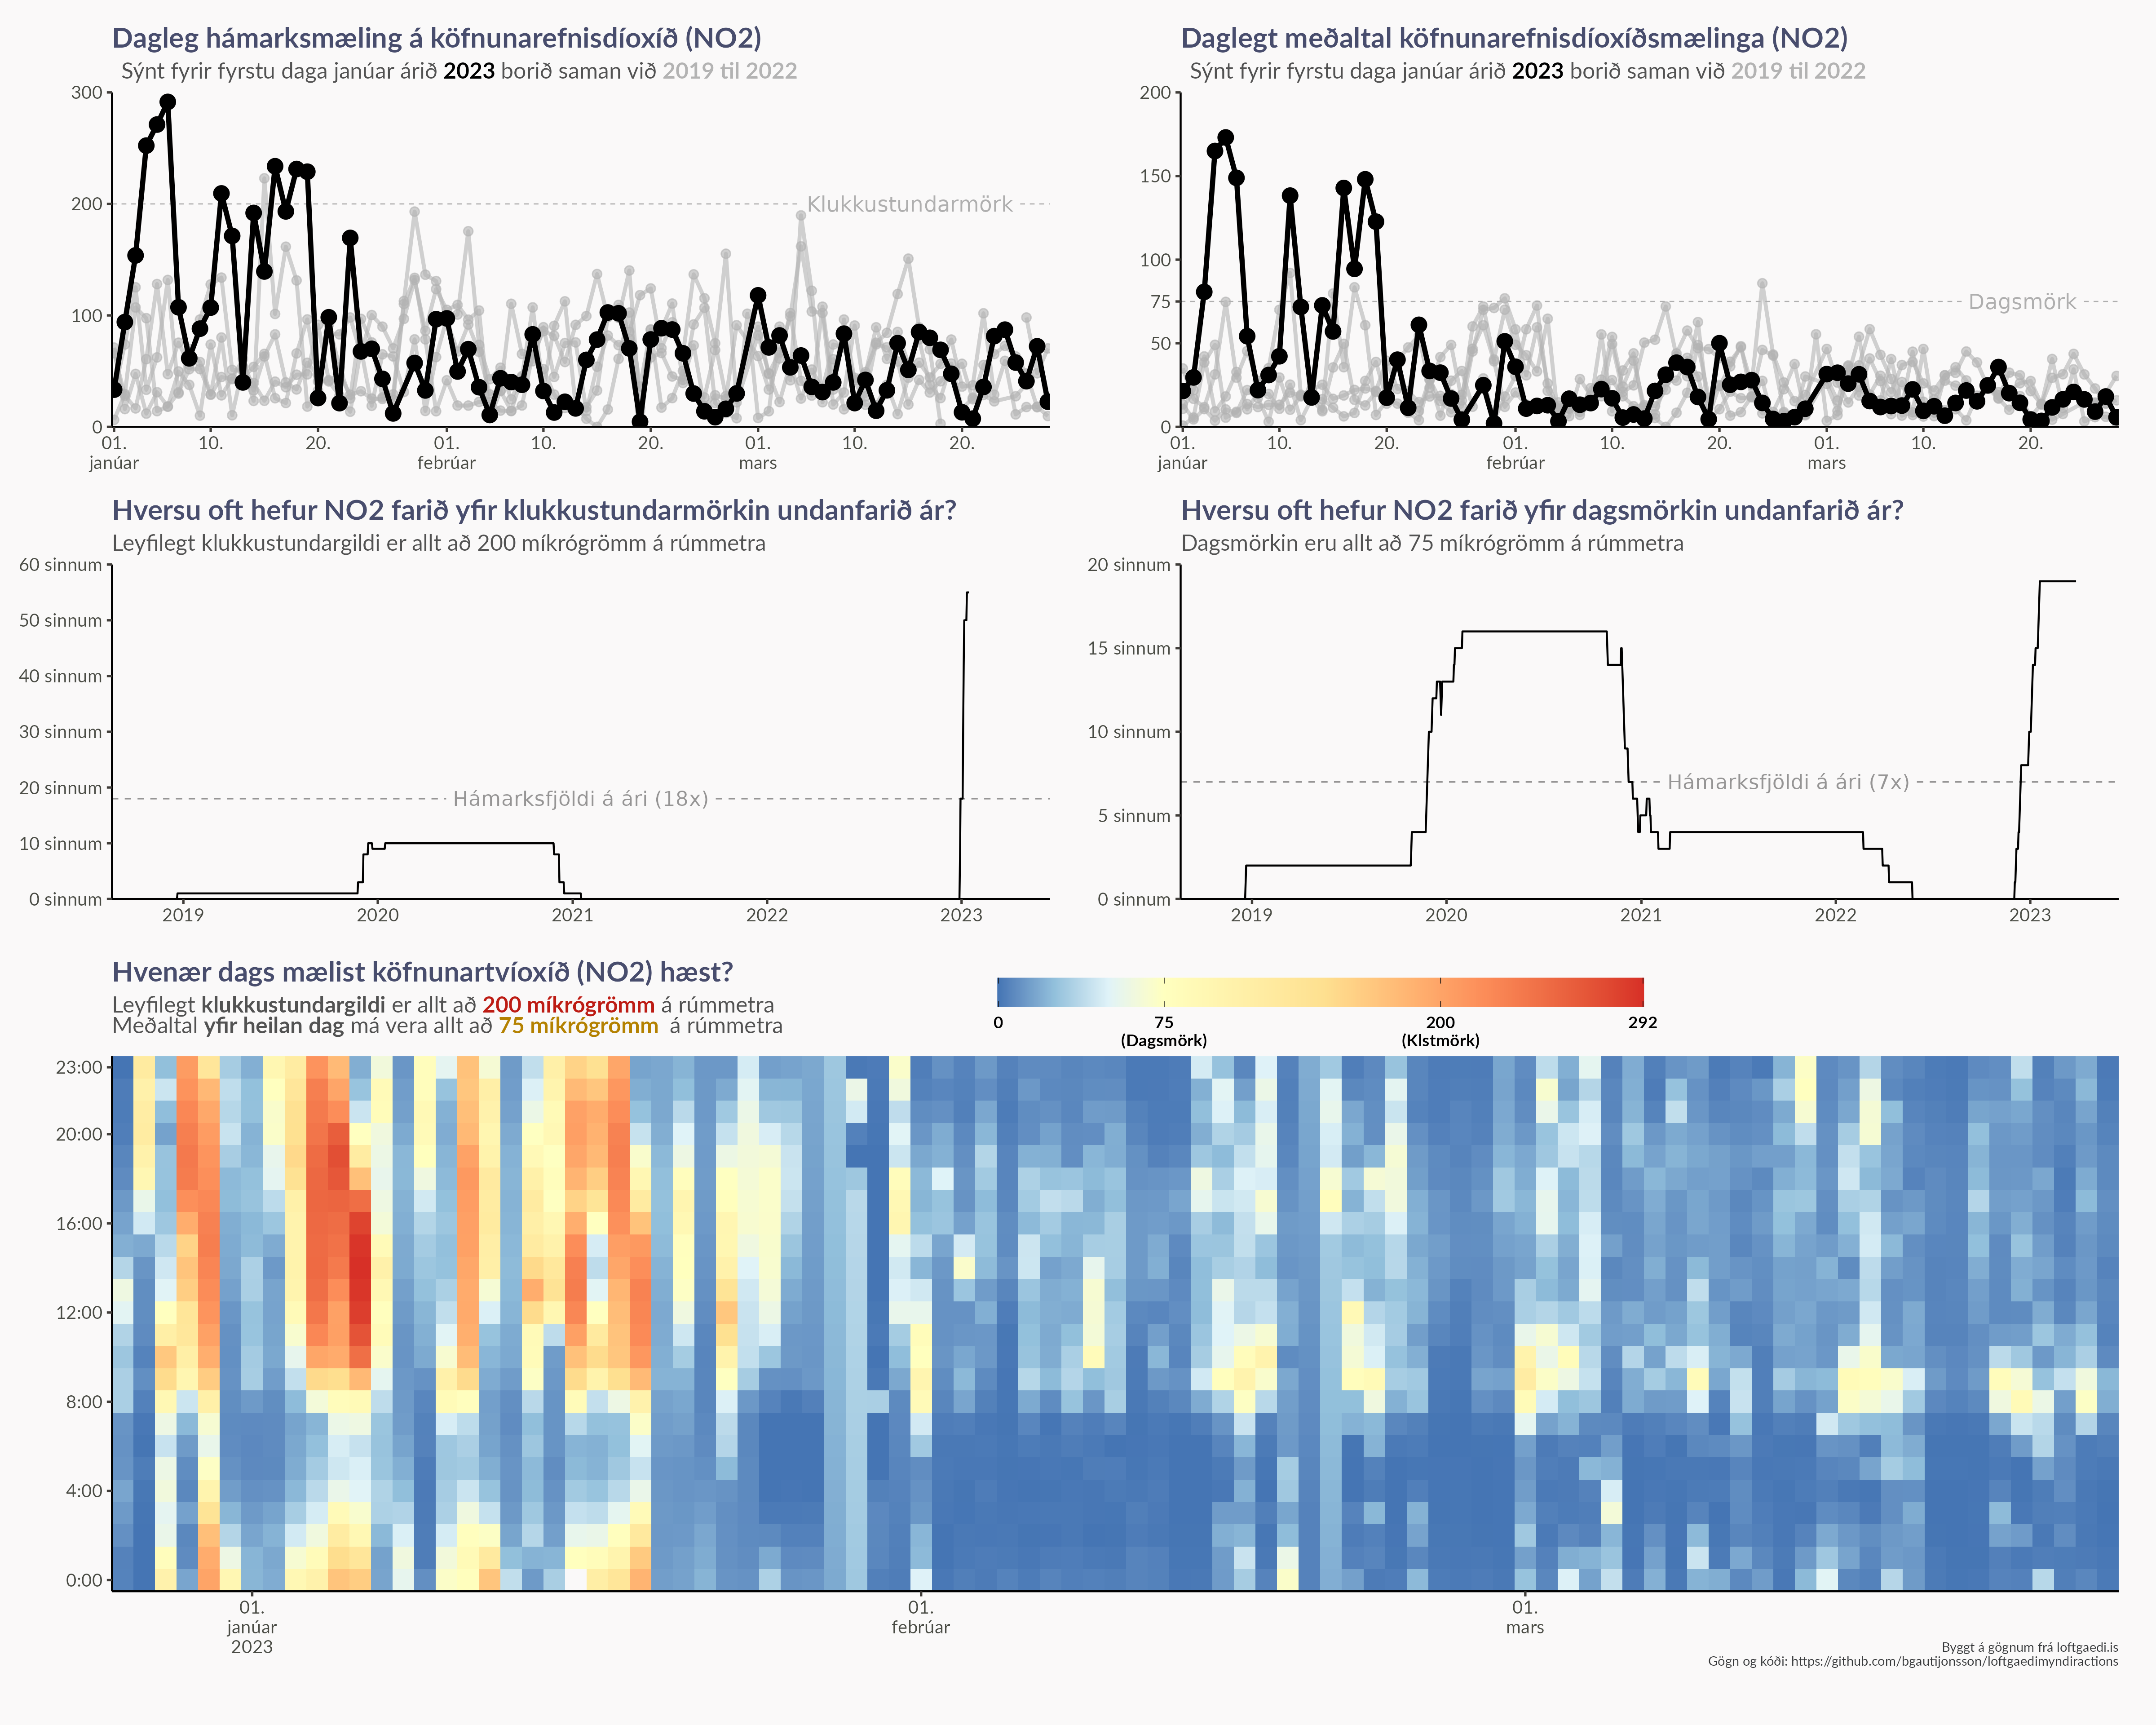 Dagleg hámarksmæling á köfnunarefnisdíoxíð (NO2)
Sýnt fyrir fyrstu daga janúar árið 2023 borið saman við 2019 til 2022
300
200
100
0
Klukkustundarmörk
01. 10. 20. 01. 10. 20. 01. 10. 20.
janúar febrúar mars
Daglegt meðaltal köfnunarefnisdíoxíðsmælinga (NO2)
Sýnt fyrir fyrstu daga janúar árið 2023 borið saman við 2019 til 2022
200
150
100
75
50
0
Dagsmörk
01. 10. 20. 01. 10. 20. 01. 10. 20.
janúar febrúar mars
Hversu oft hefur NO2 farið yfir klukkustundarmörkin undanfarið ár?
Leyfilegt klukkustundargildi er allt að 200 míkrógrömm á rúmmetra
60 sinnum
50 sinnum
40 sinnum
30 sinnum
20 sinnum
Hámarksfjöldi á ári (18x)
10 sinnum
0 sinnum
2019 2020 2021 2022 2023
Hversu oft hefur NO2 farið yfir dagsmörkin undanfarið ár?
Dagsmörkin eru allt að 75 míkrógrömm á rúmmetra
20 sinnum
15 sinnum
10 sinnum
Hámarksfjöldi á ári (7x)
5 sinnum
0 sinnum
2019 2020 2021 2022 2023
Hvenær dags mælist köfnunartvíoxíð (NO2) hæst?
Leyfilegt klukkustundargildi er allt að 200 míkrógrömm á rúmmetra
Meðaltal yfir heilan dag má vera allt að 75 míkrógrömm á rúmmetra
0 75 200 292
(Dagsmörk) (Klstmörk)
23:00
20:00
16:00
12:00
8:00
4:00
0:00
01. 01. 01.
janúar febrúar mars
2023
Byggt á gögnum frá loftgaedi.is
Gögn og kóði: https://github.com/bgautijonsson/loftgaedimyndiractions